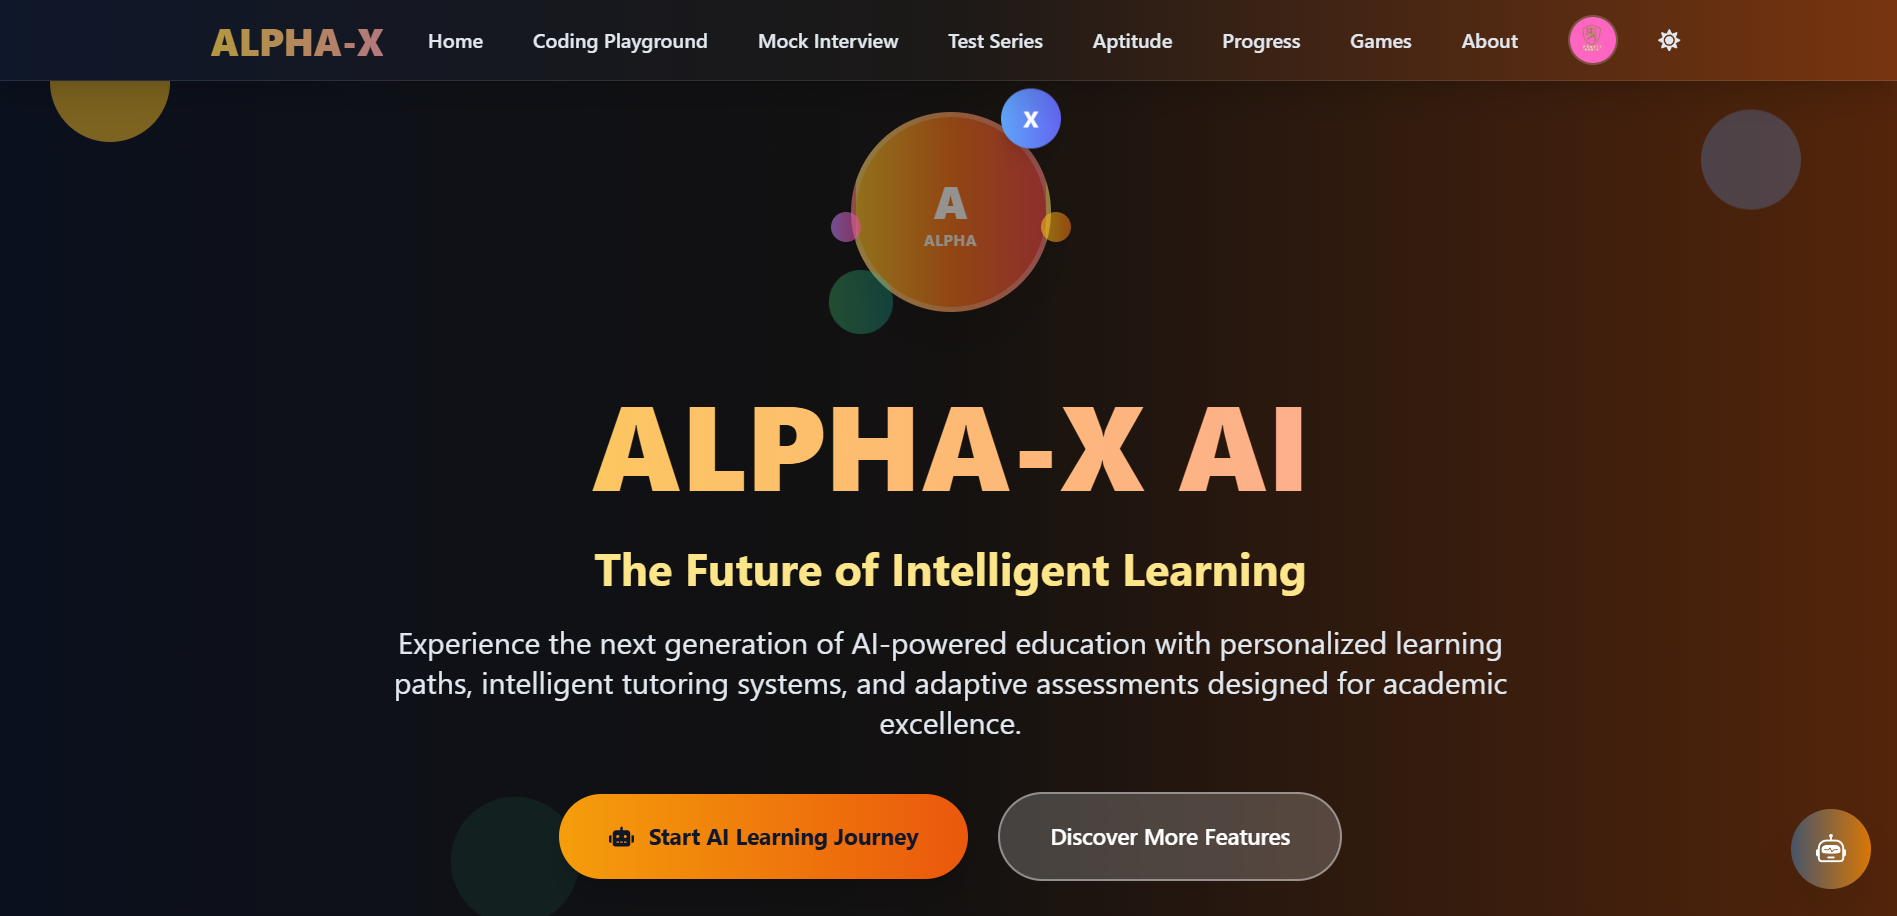 ALPHA-X
Home
Coding Playground
Mock Interview
Test Series
Aptitude
Progress
Games
About
X
A
ALPHA
ALPHA-X AI
The Future of Intelligent Learning
Experience the next generation of AI-powered education with personalized learning
paths, intelligent tutoring systems, and adaptive assessments designed for academic
excellence.
Start AI Learning Journey
Discover More Features